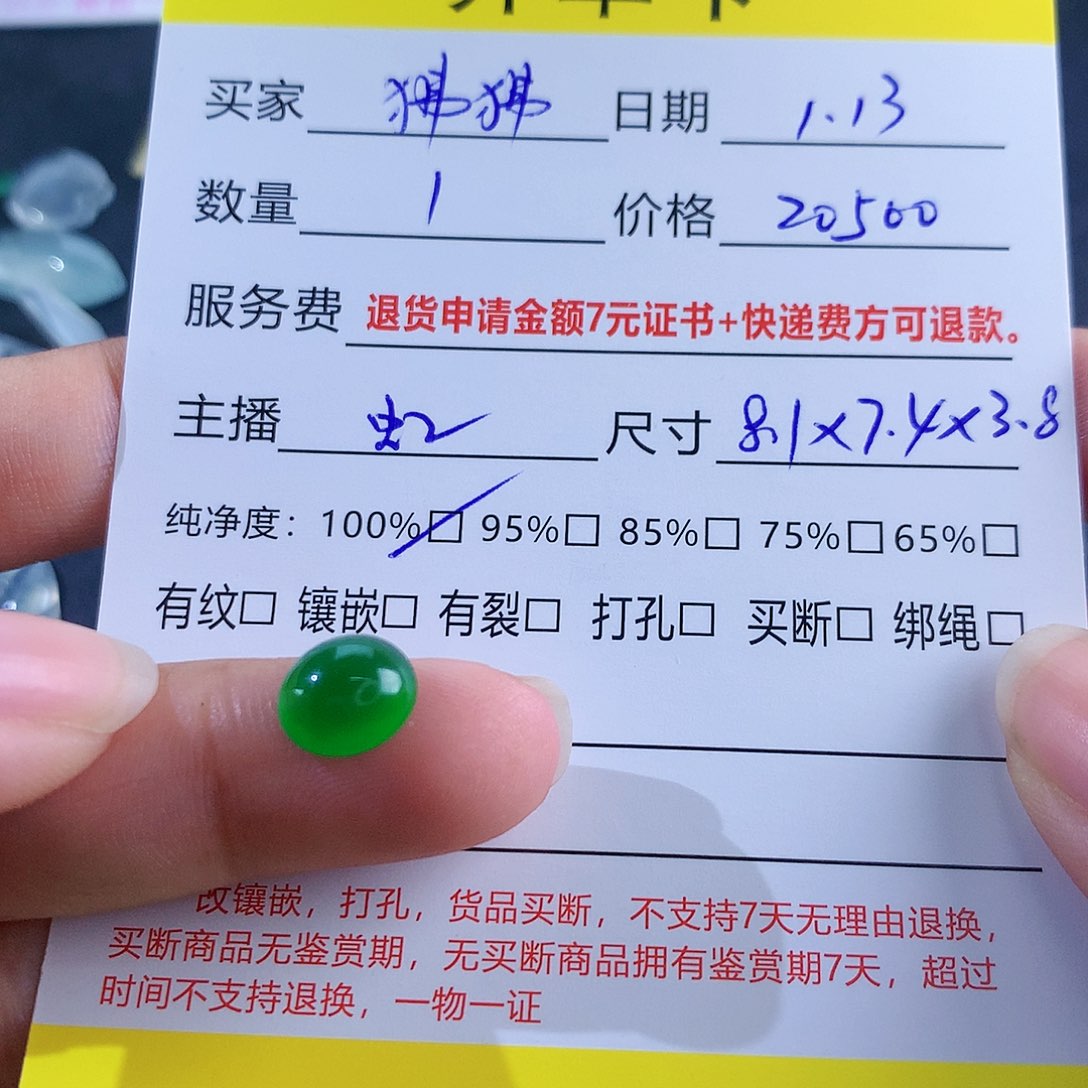 买家 狒狒 日期 1.13
数量 1 价格 20500
服务费 退货申请金额7元证书+快递费方可退款。
主播 虹 尺寸 8.1×7.4×3.8
纯净度：100%☑ 95%□ 85%□ 75%□ 65%□
有纹□ 镶嵌□ 有裂□ 打孔□ 买断□ 绑绳□
改镶嵌，打孔，货品买断，不支持7天无理由退换，
买断商品无鉴赏期，无买断商品拥有鉴赏期7天，超过
时间不支持退换，一物一证